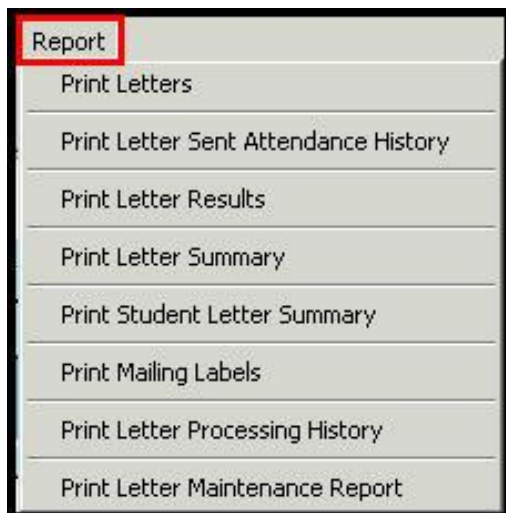 Report
Print Letters
Print Letter Sent Attendance History
Print Letter Results
Print Letter Summary
Print Student Letter Summary
Print Mailing Labels
Print Letter Processing History
Print Letter Maintenance Report